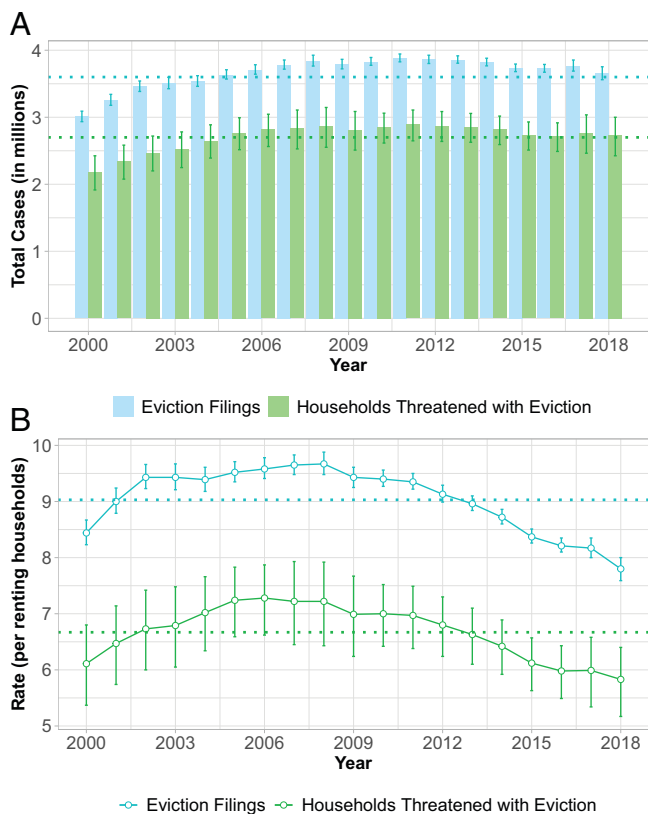 A
Total Cases (in millions)
4
3
2
1
0
2000 2003 2006 2009 2012 2015 2018
Year
Eviction Filings Households Threatened with Eviction
B
Rate (per renting households)
10
9
8
7
6
5
2000 2003 2006 2009 2012 2015 2018
Year
Eviction Filings Households Threatened with Eviction